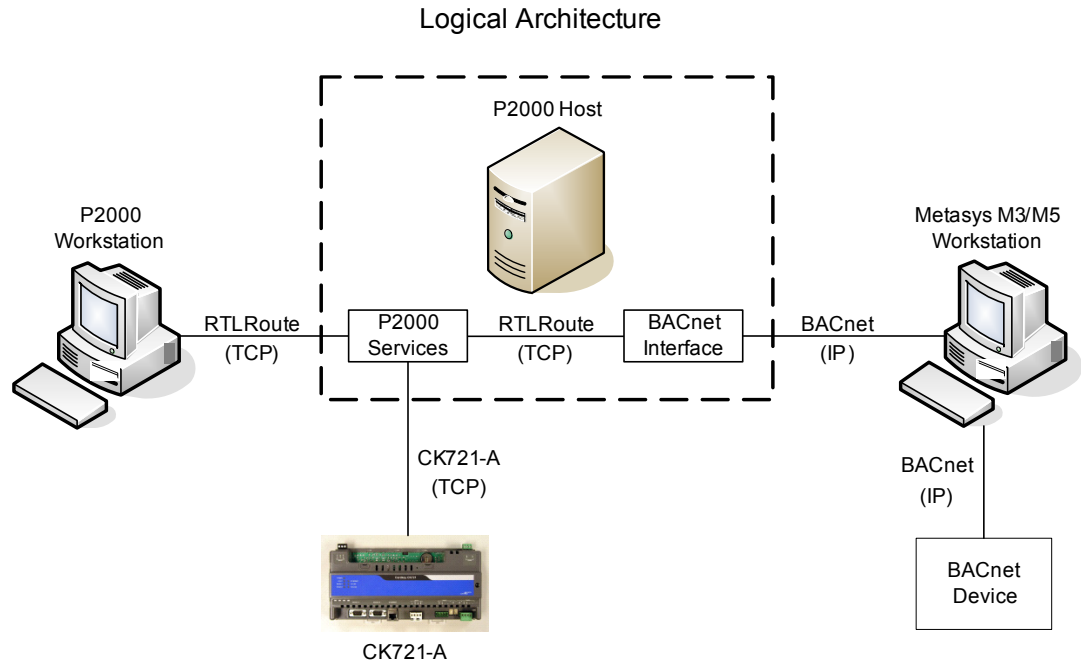 Logical Architecture
P2000 Host
P2000
Workstation
Metasys M3/M5
Workstation
RTLRoute
(TCP)
P2000
Services
RTLRoute
(TCP)
BACnet
Interface
BACnet
(IP)
CK721-A
(TCP)
BACnet
(IP)
BACnet
Device
CK721-A